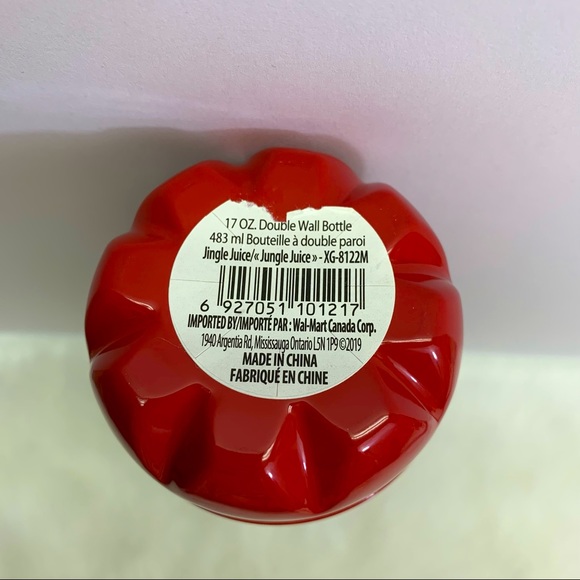 17 OZ. Double Wall Bottle
483 ml Bouteille à double paroi
Jingle Juice/« Jungle Juice » - XG-8122M
6 927051 101217
IMPORTED BY/IMPORTÉ PAR : Wal-Mart Canada Corp.
1940 Argentia Rd, Mississauga Ontario L5N 1P9 ©2019
MADE IN CHINA
FABRIQUÉ EN CHINE